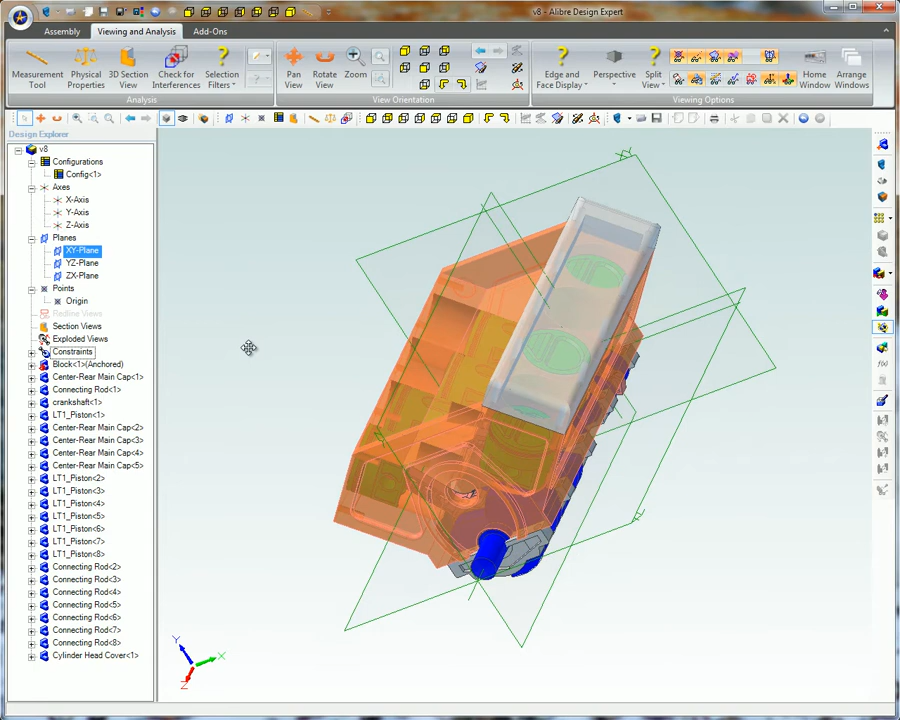 v8 - Alibre Design Expert
Assembly
Viewing and Analysis
Add-Ons
Measurement Tool
Physical Properties
3D Section View
Check for Interferences
Selection Filters
Analysis
Pan View
Rotate View
Zoom
View Orientation
Edge and Face Display
Perspective
Split View
Viewing Options
Home Window
Arrange Windows
Design Explorer
v8
Configurations
Config<1>
Axes
X-Axis
Y-Axis
Z-Axis
Planes
XY-Plane
YZ-Plane
ZX-Plane
Points
Origin
Redline Views
Section Views
Exploded Views
Constraints
Block<1>(Anchored)
Center-Rear Main Cap<1>
Connecting Rod<1>
crankshaft<1>
LT1_Piston<1>
Center-Rear Main Cap<2>
Center-Rear Main Cap<3>
Center-Rear Main Cap<4>
Center-Rear Main Cap<5>
LT1_Piston<2>
LT1_Piston<3>
LT1_Piston<4>
LT1_Piston<5>
LT1_Piston<6>
LT1_Piston<7>
LT1_Piston<8>
Connecting Rod<2>
Connecting Rod<3>
Connecting Rod<4>
Connecting Rod<5>
Connecting Rod<6>
Connecting Rod<7>
Connecting Rod<8>
Cylinder Head Cover<1>
Y
X
Z
f(x)